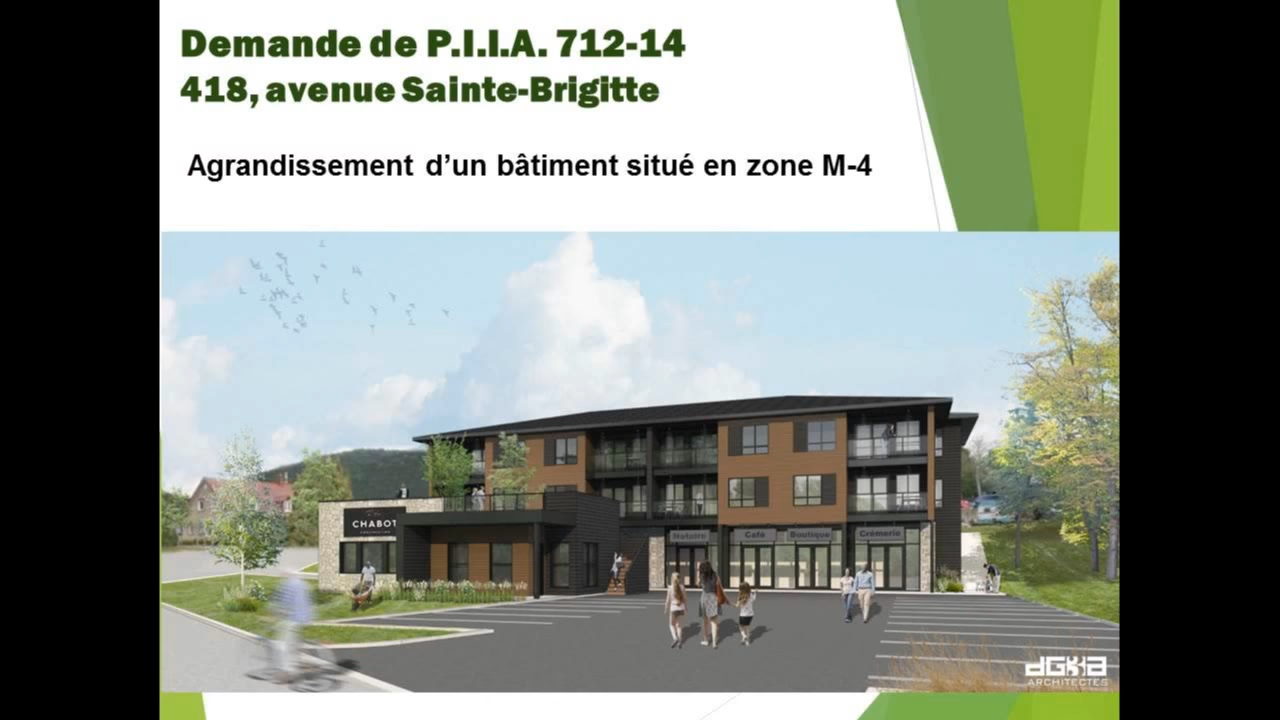 Demande de P.I.I.A. 712-14
418, avenue Sainte-Brigitte
Agrandissement d’un bâtiment situé en zone M-4
CHABOT
Notaire
Café
Boutique
Crèmerie
dGKa
ARCHITECTES